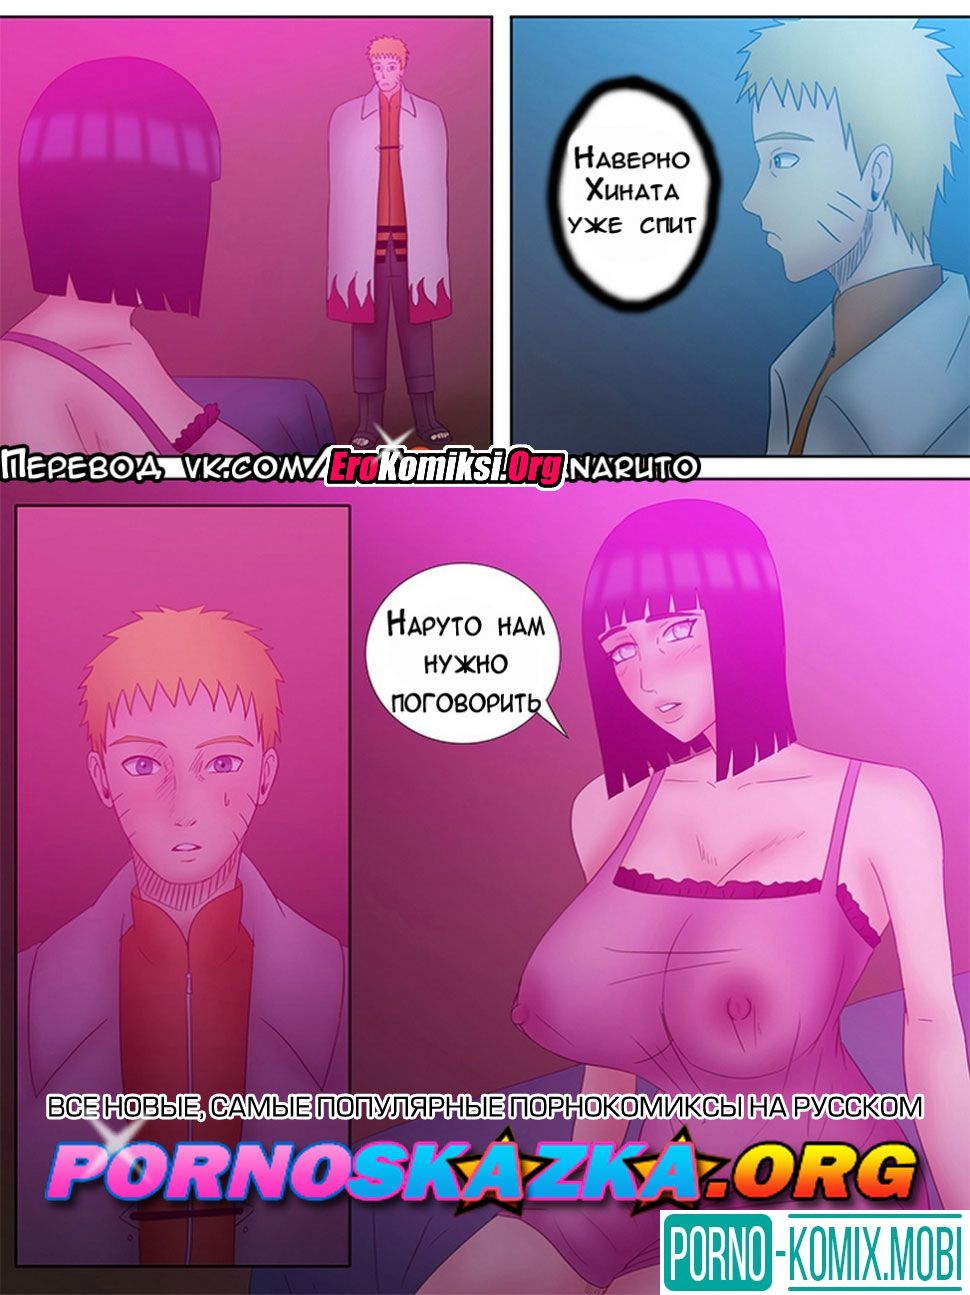 Наверно
Хината
уже спит
Перевод vk.com/
EroKomiksi.Org
naruto
Наруто нам
нужно
поговорить
ВСЕ НОВЫЕ, САМЫЕ ПОПУЛЯРНЫЕ ПОРНОКОМИКСЫ НА РУССКОМ
PORNOSKAZKA.ORG
PORNO-KOMIX.MOBI